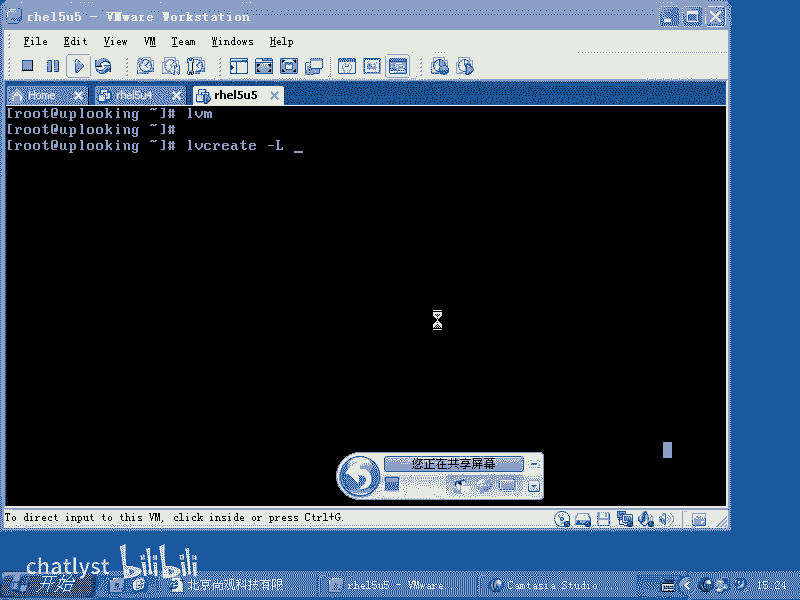 rhel5u5 - VMware Workstation
File Edit View VM Team Windows Help
Home rhel5u4 rhel5u5
[root@uplooking ~]# lvm
[root@uplooking ~]#
[root@uplooking ~]# lvcreate -L _
您正在共享屏幕
To direct input to this VM, click inside or press Ctrl+G.
chatlyst bilibili
开始 北京尚观科技有限 rhel5u5 - VMware Camtasia Studio 15:24